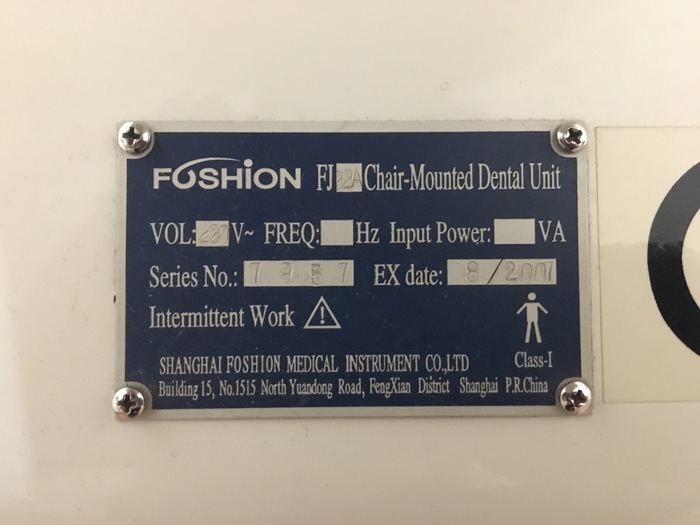 FOSHION FJ22A Chair-Mounted Dental Unit
VOL: V~ FREQ: Hz Input Power: VA
Series No.: 7957 EX date: 8/2007
Intermittent Work
Class-I
SHANGHAI FOSHION MEDICAL INSTRUMENT CO.,LTD
Building 15, No.1515 North Yuandong Road, FengXian District Shanghai P.R.China